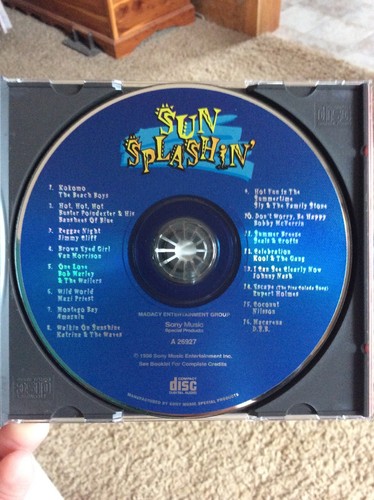 SUN
SPLASHIN'
1. Kokomo
The Beach Boys
2. Hot, Hot, Hot
Buster Poindexter & His
Banshees Of Blue
3. Reggae Night
Jimmy Cliff
4. Brown Eyed Girl
Van Morrison
5. One Love
Bob Marley
& The Wailers
6. Wild World
Maxi Priest
7. Montego Bay
Amazulu
8. Walkin On Sunshine
Katrina & The Waves
9. Hot Fun In The
Summertime
Sly & The Family Stone
10. Don't Worry, Be Happy
Bobby McFerrin
11. Summer Breeze
Seals & Crofts
12. Celebration
Kool & The Gang
13. I Can See Clearly Now
Johnny Nash
14. Escape (The Pina Colada Song)
Rupert Holmes
15. Coconut
Nilsson
16. Macarena
MADACY ENTERTAINMENT GROUP
Sony Music
Special Products
A 26927
© 1998 Sony Music Entertainment Inc.
See Booklet For Complete Credits
COMPACT
disc
DIGITAL AUDIO
MANUFACTURED BY SONY MUSIC SPECIAL PRODUCTS